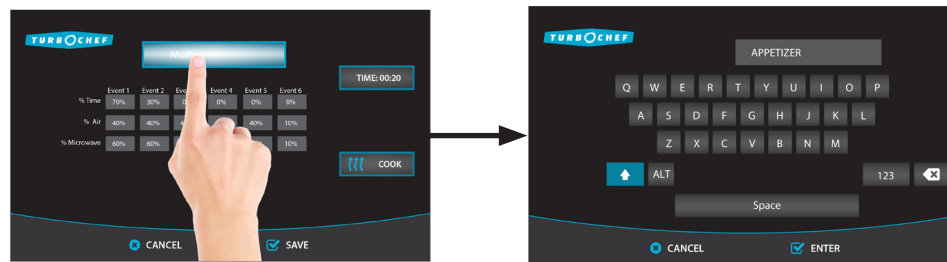 TURBOCHEF
TIME: 00:20
Event 1 Event 2 Event 4 Event 5 Event 6
% Time 70% 30% 0% 0% 0%
% Air 40% 40% 40% 10%
% Microwave 60% 60% 10%
COOK
CANCEL SAVE
TURBOCHEF
APPETIZER
Q W E R T Y U I O P
A S D F G H J K L
Z X C V B N M
ALT 123
Space
CANCEL ENTER